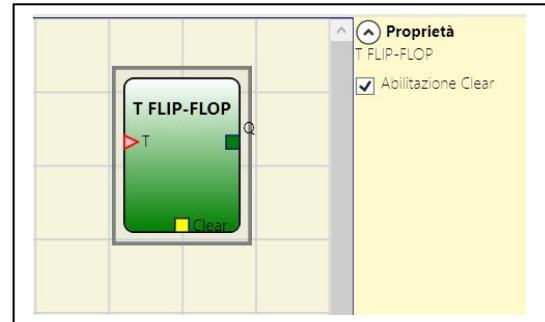 T FLIP-FLOP
T
Q
Clear
Proprietà
T FLIP-FLOP
Abilitazione Clear